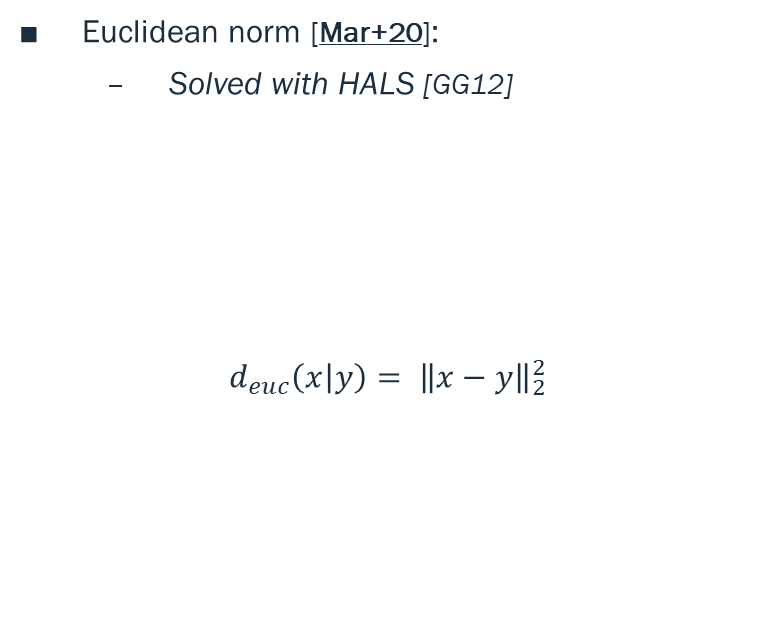 ■ Euclidean norm [Mar+20]:
– Solved with HALS [GG12]
d_{euc}(x|y) = ‖x − y‖_2^2